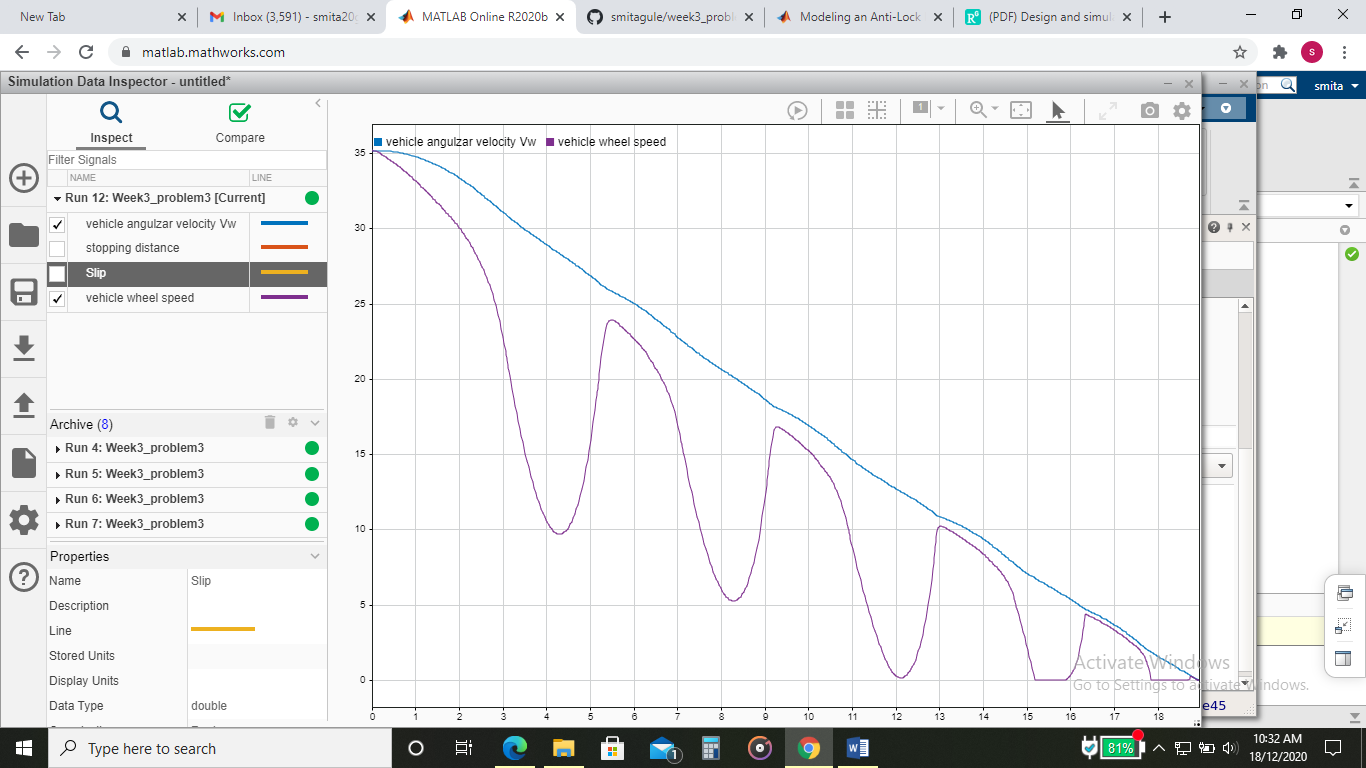 New Tab
Inbox (3,591) - smita20
MATLAB Online R2020b
smitagule/week3_probl
Modeling an Anti-Lock
(PDF) Design and simul
matlab.mathworks.com
s
Simulation Data Inspector - untitled*
smita
Inspect
Compare
Filter Signals
NAME
LINE
Run 12: Week3_problem3 [Current]
vehicle angulzar velocity Vw
stopping distance
Slip
vehicle wheel speed
Archive (8)
Run 4: Week3_problem3
Run 5: Week3_problem3
Run 6: Week3_problem3
Run 7: Week3_problem3
Properties
Name Slip
Description
Line
Stored Units
Display Units
Data Type double
1
vehicle angulzar velocity Vw vehicle wheel speed
35
30
25
20
15
10
5
0
0 1 2 3 4 5 6 7 8 9 10 11 12 13 14 15 16 17 18
Activate Windows
Go to Settings to activate Windows.
e45
Type here to search
1
81%
10:32 AM
18/12/2020